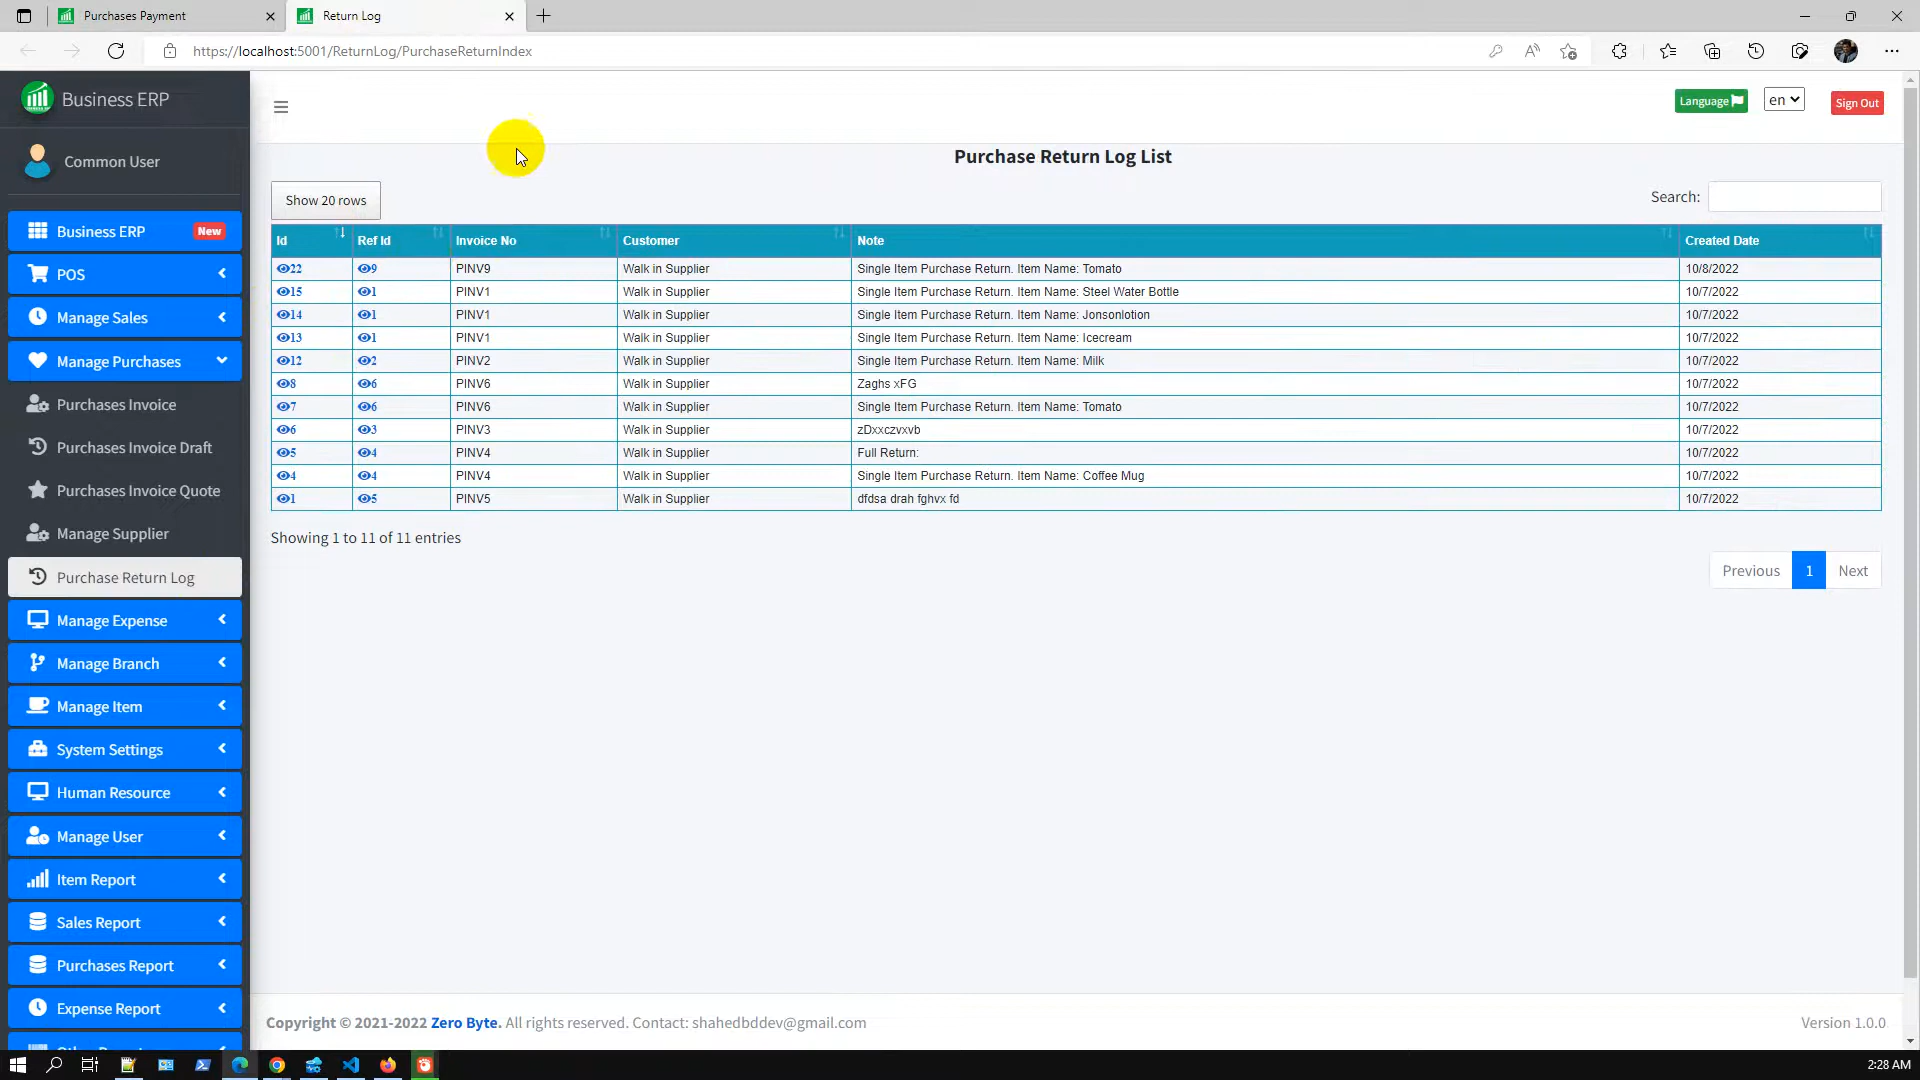 Purchases Payment
Return Log
https://localhost:5001/ReturnLog/PurchaseReturnIndex
Business ERP
Language
en
Sign Out
Common User
Business ERP New
POS
Manage Sales
Manage Purchases
Purchases Invoice
Purchases Invoice Draft
Purchases Invoice Quote
Manage Supplier
Purchase Return Log
Manage Expense
Manage Branch
Manage Item
System Settings
Human Resource
Manage User
Item Report
Sales Report
Purchases Report
Expense Report
Purchase Return Log List
Show 20 rows
Search:
Id Ref Id Invoice No Customer Note Created Date
22 9 PINV9 Walk in Supplier Single Item Purchase Return. Item Name: Tomato 10/8/2022
15 1 PINV1 Walk in Supplier Single Item Purchase Return. Item Name: Steel Water Bottle 10/7/2022
14 1 PINV1 Walk in Supplier Single Item Purchase Return. Item Name: Jonsonlotion 10/7/2022
13 1 PINV1 Walk in Supplier Single Item Purchase Return. Item Name: Icecream 10/7/2022
12 2 PINV2 Walk in Supplier Single Item Purchase Return. Item Name: Milk 10/7/2022
8 6 PINV6 Walk in Supplier Zaghs xFG 10/7/2022
7 6 PINV6 Walk in Supplier Single Item Purchase Return. Item Name: Tomato 10/7/2022
6 3 PINV3 Walk in Supplier zDxxczvxvb 10/7/2022
5 4 PINV4 Walk in Supplier Full Return: 10/7/2022
4 4 PINV4 Walk in Supplier Single Item Purchase Return. Item Name: Coffee Mug 10/7/2022
1 5 PINV5 Walk in Supplier dfdsa drah fghvx fd 10/7/2022
Showing 1 to 11 of 11 entries
Previous 1 Next
Copyright © 2021-2022 Zero Byte. All rights reserved. Contact: shahedbddev@gmail.com
Version 1.0.0
2:28 AM